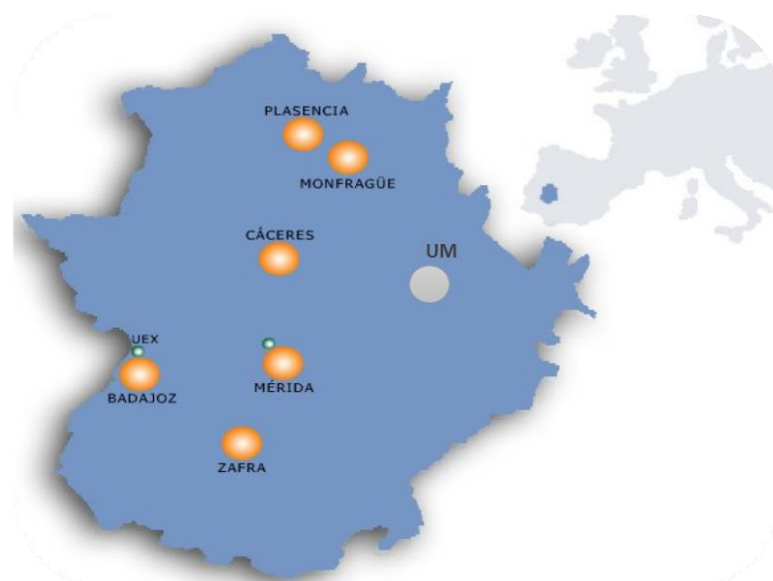 PLASENCIA
MONFRAGÜE
CÁCERES
UM
UEX
BADAJOZ
MÉRIDA
ZAFRA